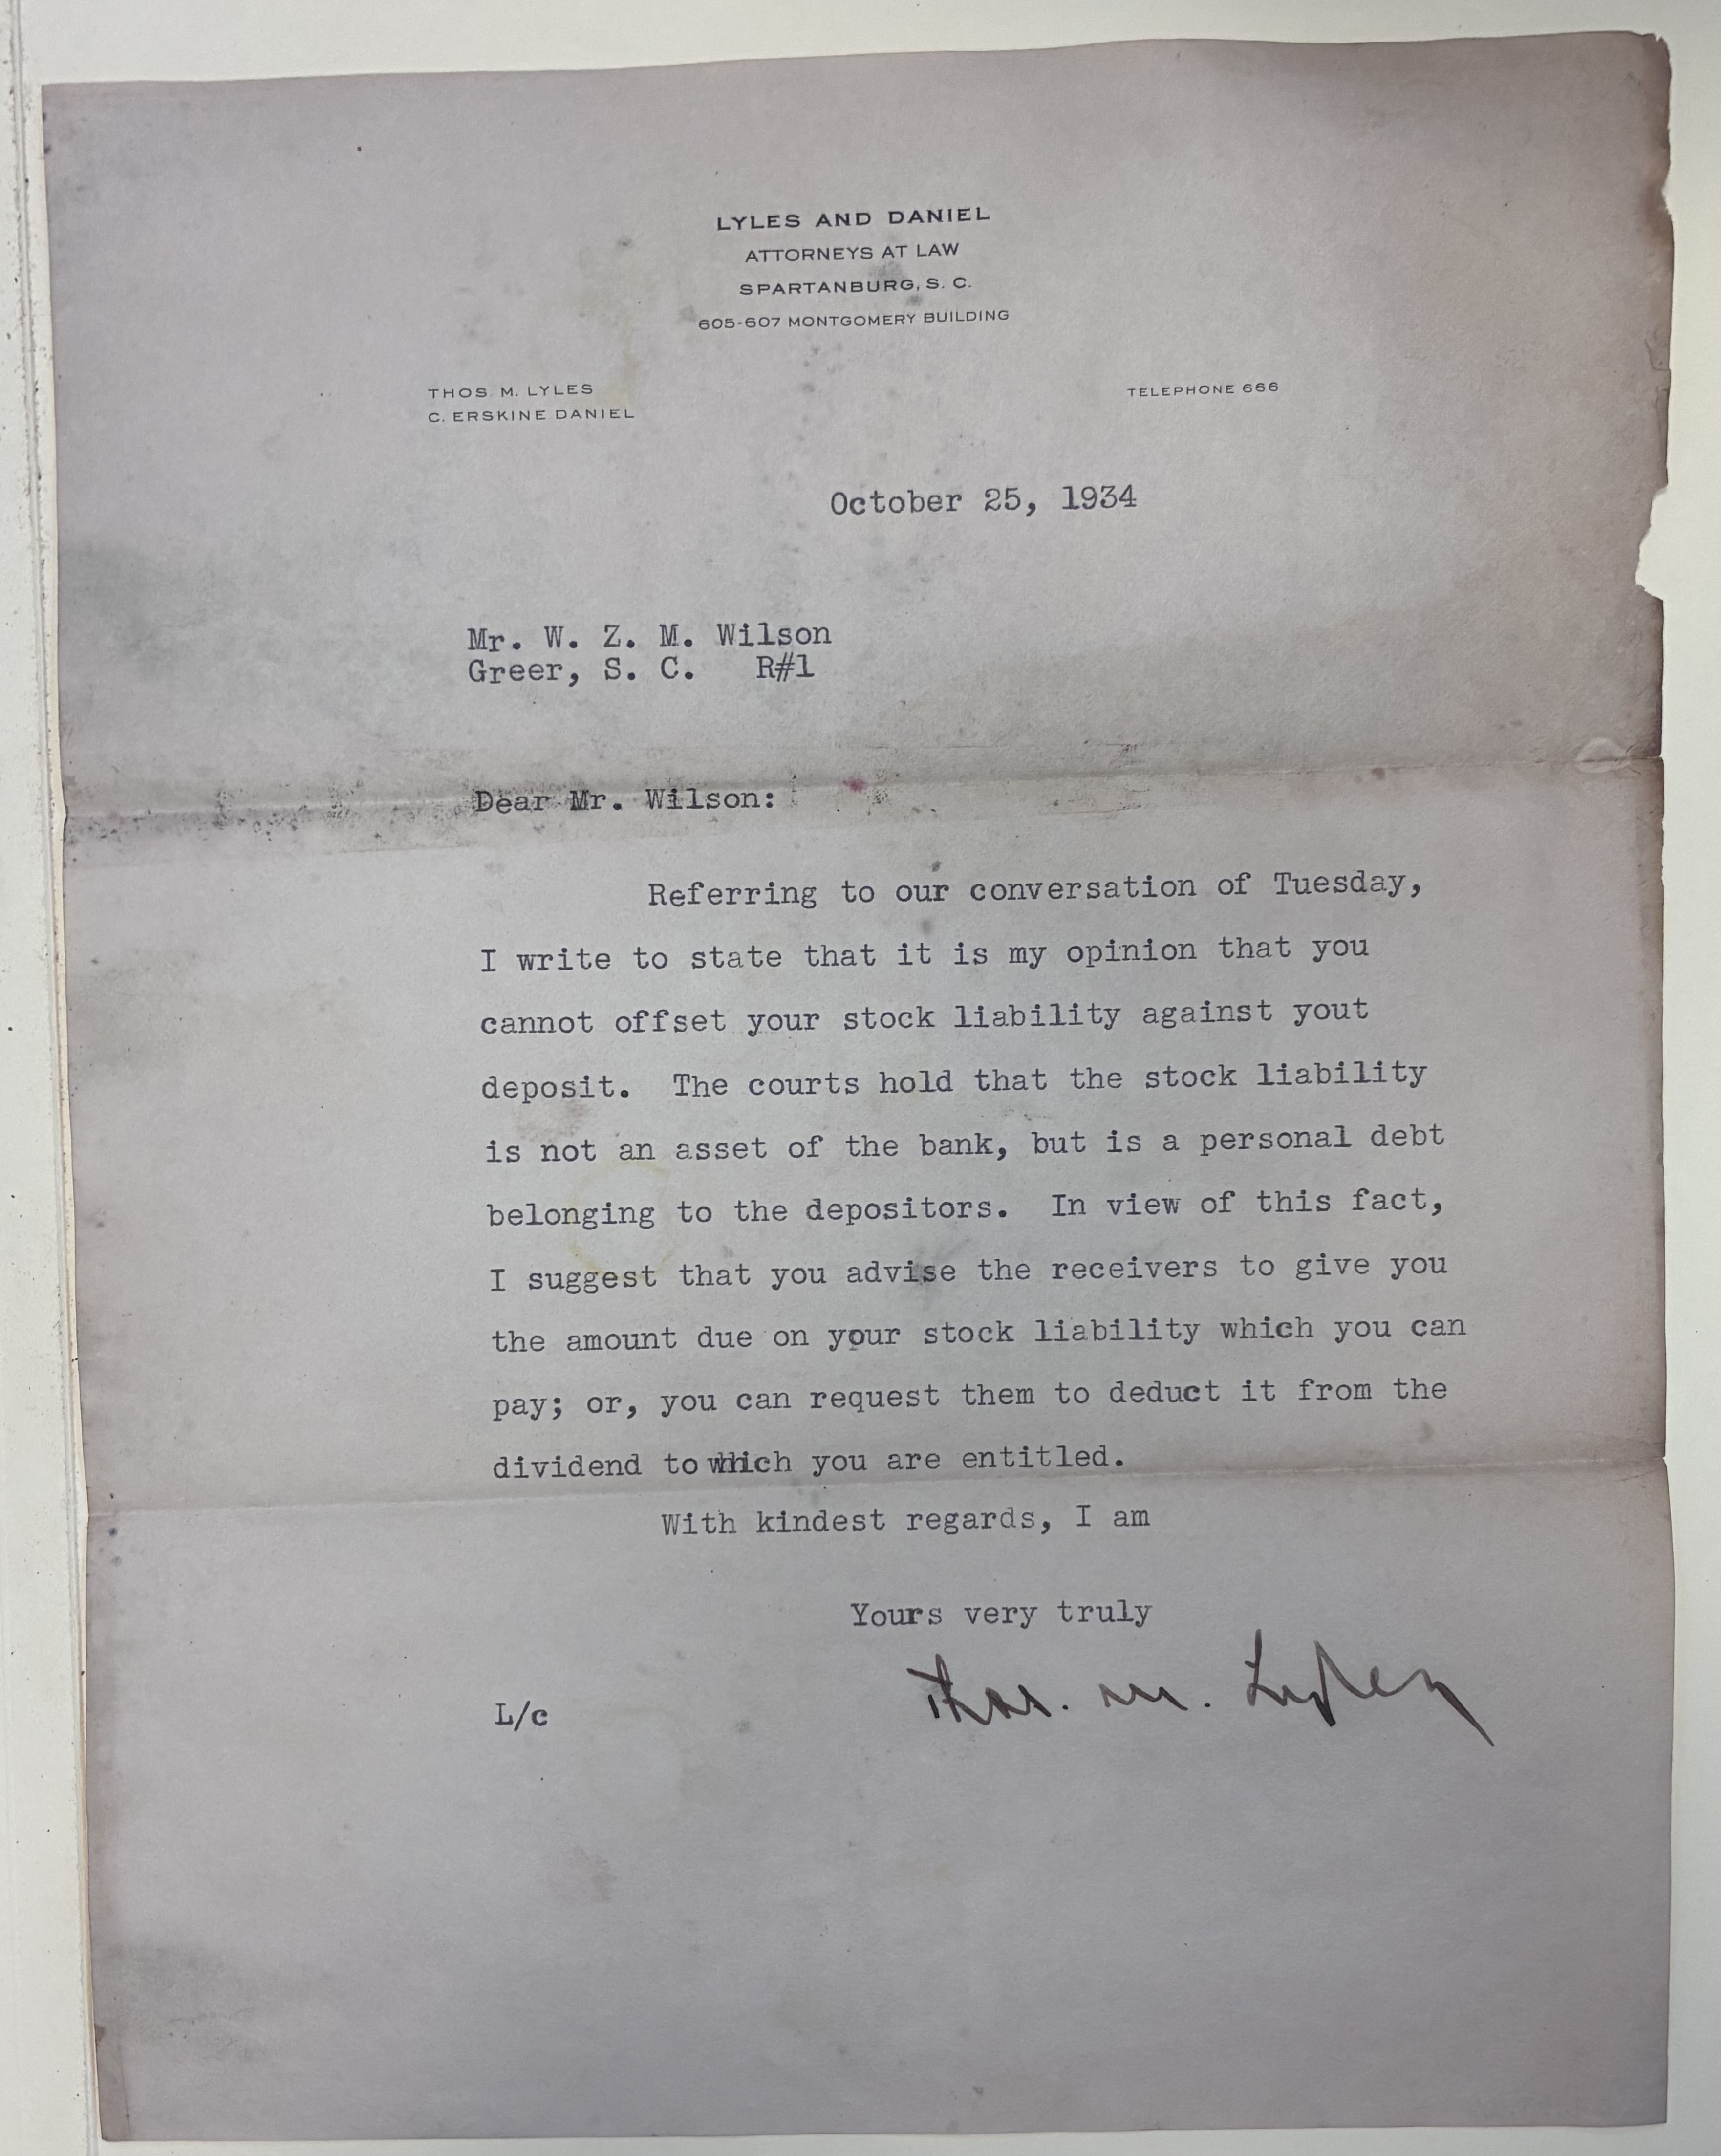 LYLES AND DANIEL
ATTORNEYS AT LAW
SPARTANBURG, S. C.
605-607 MONTGOMERY BUILDING
THOS. M. LYLES
C. ERSKINE DANIEL
TELEPHONE 666
October 25, 1934
Mr. W. Z. M. Wilson
Greer, S. C. R#1
Dear Mr. Wilson:
Referring to our conversation of Tuesday,
I write to state that it is my opinion that you
cannot offset your stock liability against yout
deposit. The courts hold that the stock liability
is not an asset of the bank, but is a personal debt
belonging to the depositors. In view of this fact,
I suggest that you advise the receivers to give you
the amount due on your stock liability which you can
pay; or, you can request them to deduct it from the
dividend to which you are entitled.
With kindest regards, I am
Yours very truly
Thos. M. Lyles
L/c